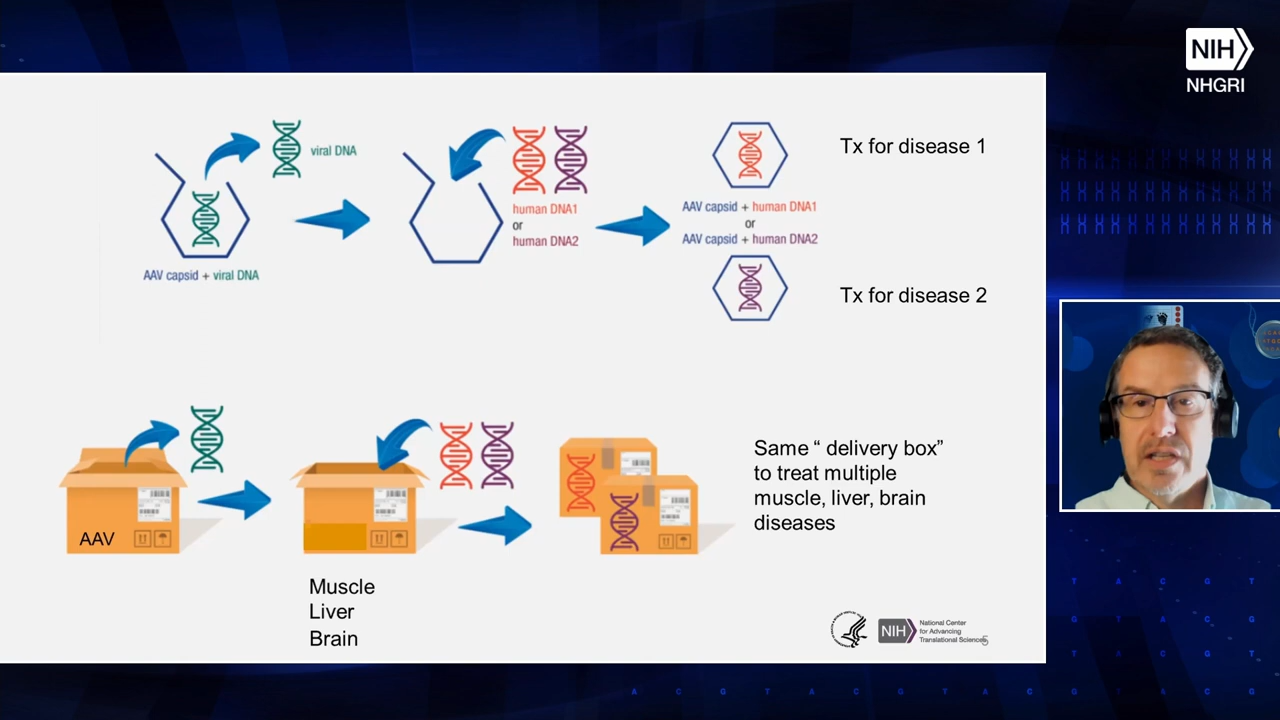 NIH
NHGRI
viral DNA
AAV capsid + viral DNA
human DNA1
or
human DNA2
AAV capsid + human DNA1
or
AAV capsid + human DNA2
Tx for disease 1
Tx for disease 2
AAV
Muscle
Liver
Brain
Same “ delivery box”
to treat multiple
muscle, liver, brain
diseases
NIH
National Center
for Advancing
Translational Sciences
5
T A C G T
G T A C G
T A C G T
A C G T A C G T A C G T A C G T